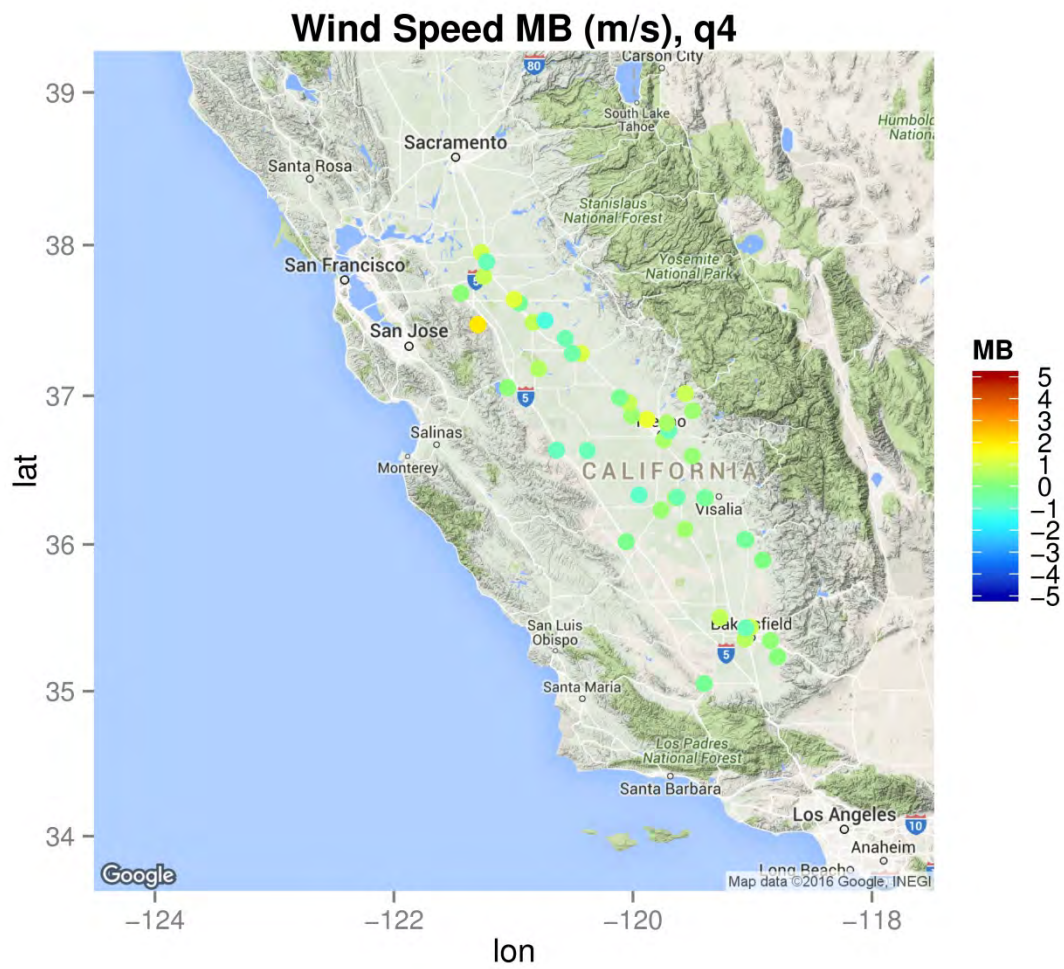 Wind Speed MB (m/s), q4
lat
39
38
37
36
35
34
80
Carson City
South Lake
Tahoe
Sacramento
Santa Rosa
Stanislaus
National Forest
San Francisco
5
Yosemite
National Park
San Jose
5
Salinas
Monterey
CALIFORNIA
Visalia
San Luis
Obispo
Bakersfield
5
Santa Maria
Los Padres
National Forest
Santa Barbara
Los Angeles
10
Anaheim
Long Beach
Google
Map data ©2016 Google, INEGI
−124
−122
−120
−118
lon
MB
5
4
3
2
1
0
−1
−2
−3
−4
−5